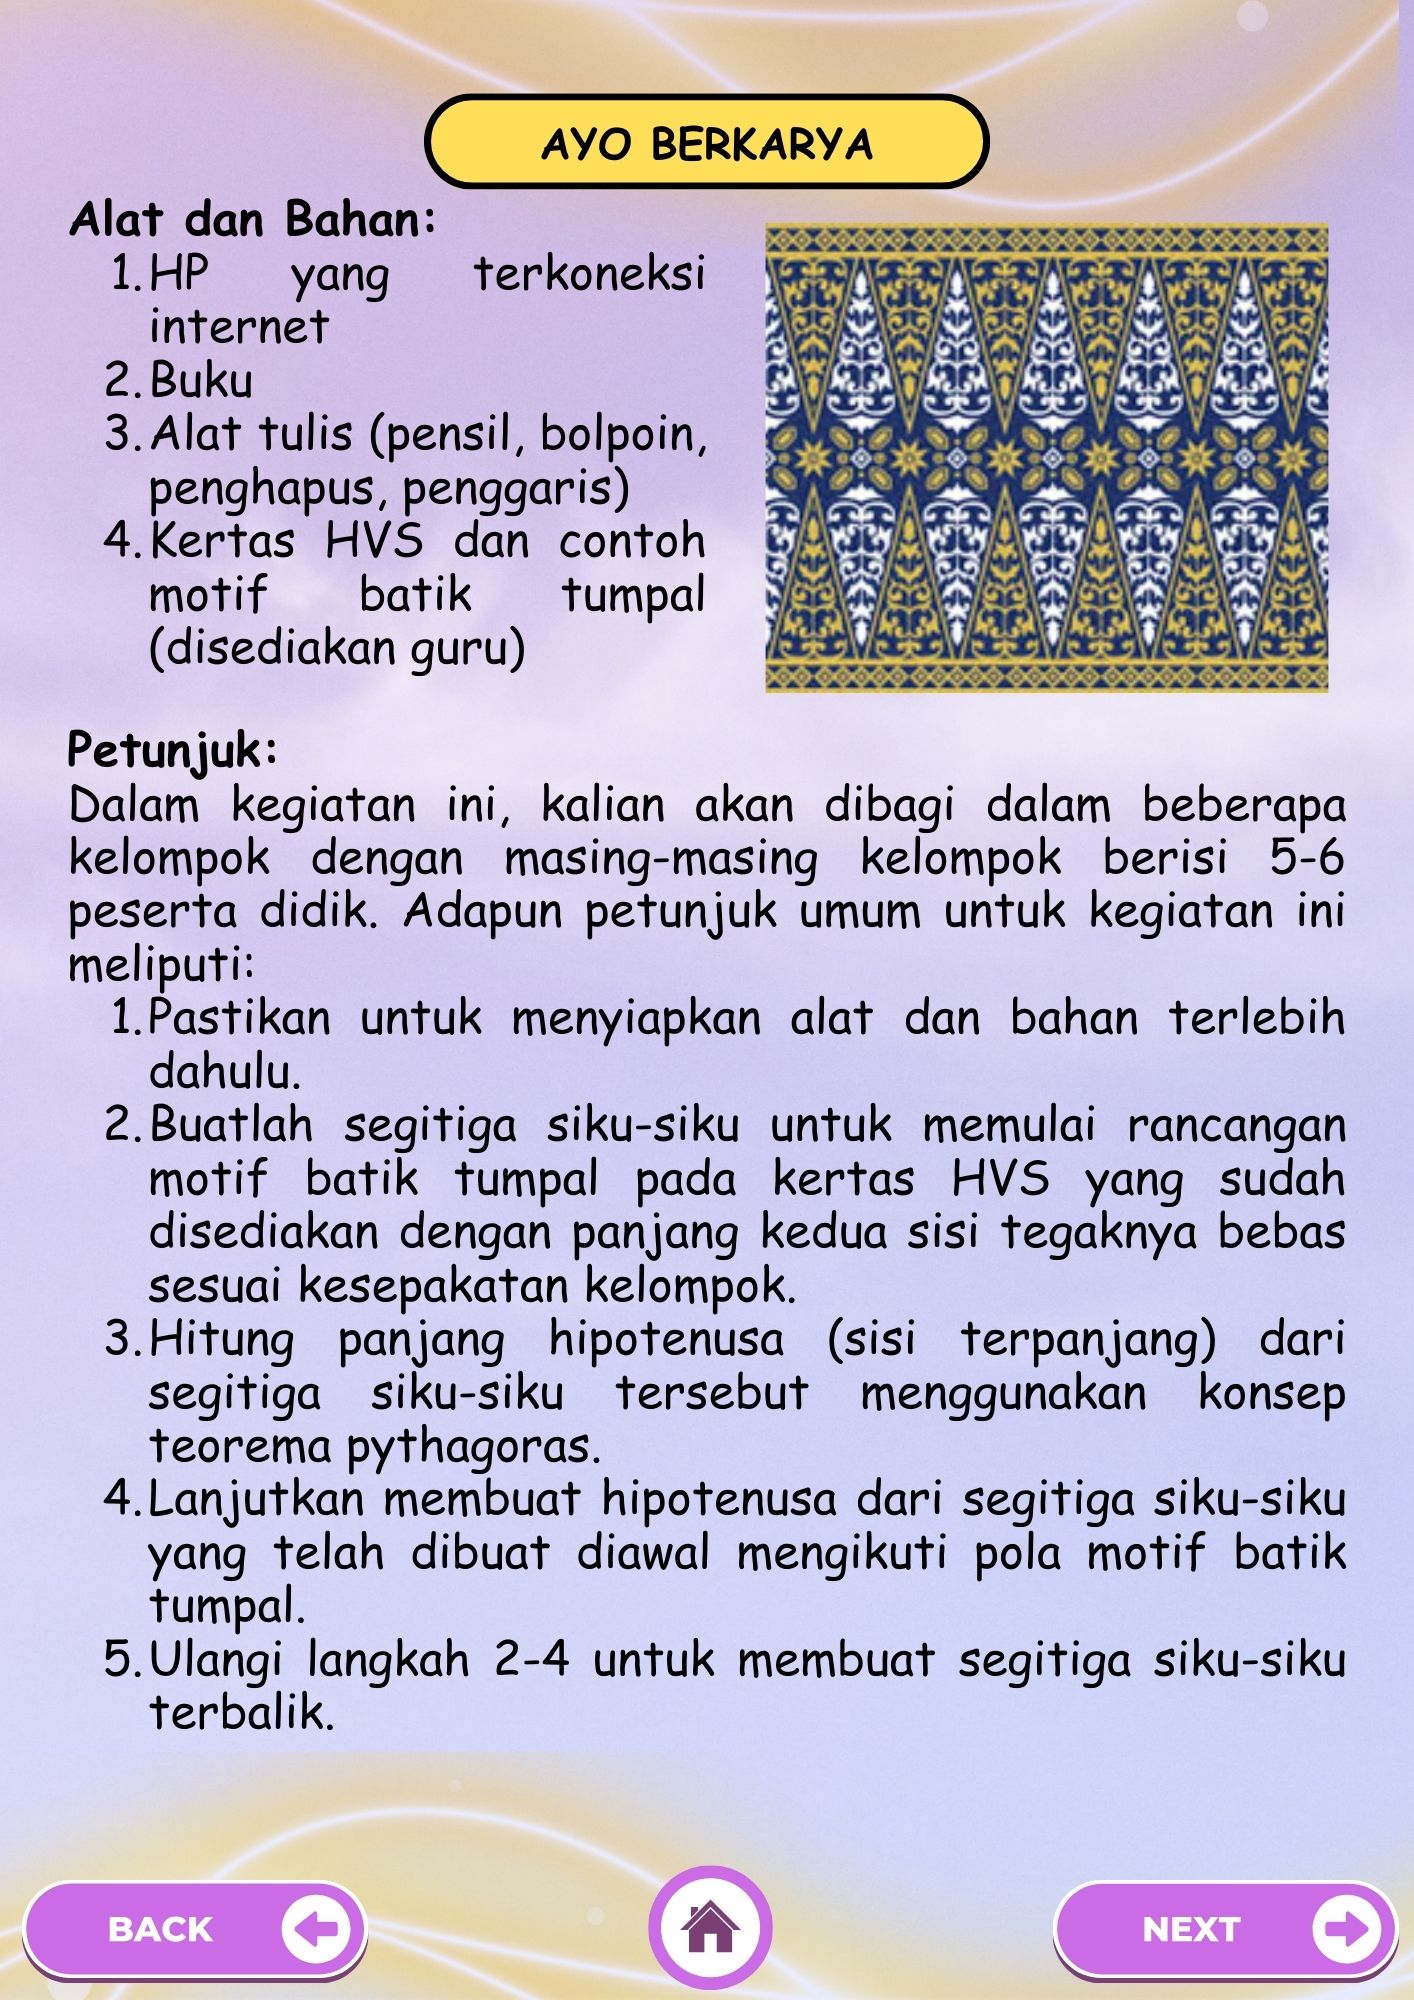 AYO BERKARYA
Alat dan Bahan:
1. HP yang terkoneksi
internet
2. Buku
3. Alat tulis (pensil, bolpoin,
penghapus, penggaris)
4. Kertas HVS dan contoh
motif batik tumpal
(disediakan guru)
Petunjuk:
Dalam kegiatan ini, kalian akan dibagi dalam beberapa
kelompok dengan masing-masing kelompok berisi 5-6
peserta didik. Adapun petunjuk umum untuk kegiatan ini
meliputi:
1. Pastikan untuk menyiapkan alat dan bahan terlebih
dahulu.
2. Buatlah segitiga siku-siku untuk memulai rancangan
motif batik tumpal pada kertas HVS yang sudah
disediakan dengan panjang kedua sisi tegaknya bebas
sesuai kesepakatan kelompok.
3. Hitung panjang hipotenusa (sisi terpanjang) dari
segitiga siku-siku tersebut menggunakan konsep
teorema pythagoras.
4. Lanjutkan membuat hipotenusa dari segitiga siku-siku
yang telah dibuat diawal mengikuti pola motif batik
tumpal.
5. Ulangi langkah 2-4 untuk membuat segitiga siku-siku
terbalik.
BACK
NEXT